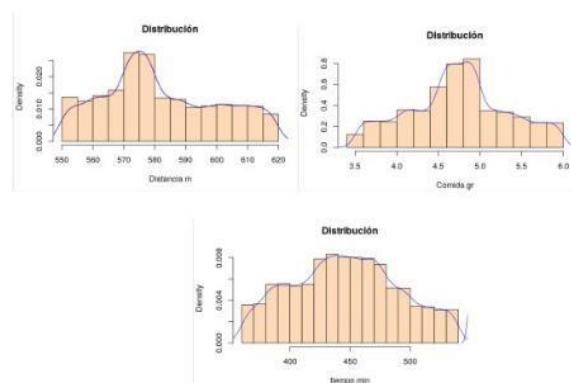 Distribución
Density
0.000
0.010
0.020
550 560 570 580 590 600 610 620
Distancia.m
Distribución
Density
0.0 0.2 0.4 0.6 0.8
3.5 4.0 4.5 5.0 5.5 6.0
Comida.gr
Distribución
Density
0.000 0.004 0.008
400 450 500
tiempo.min